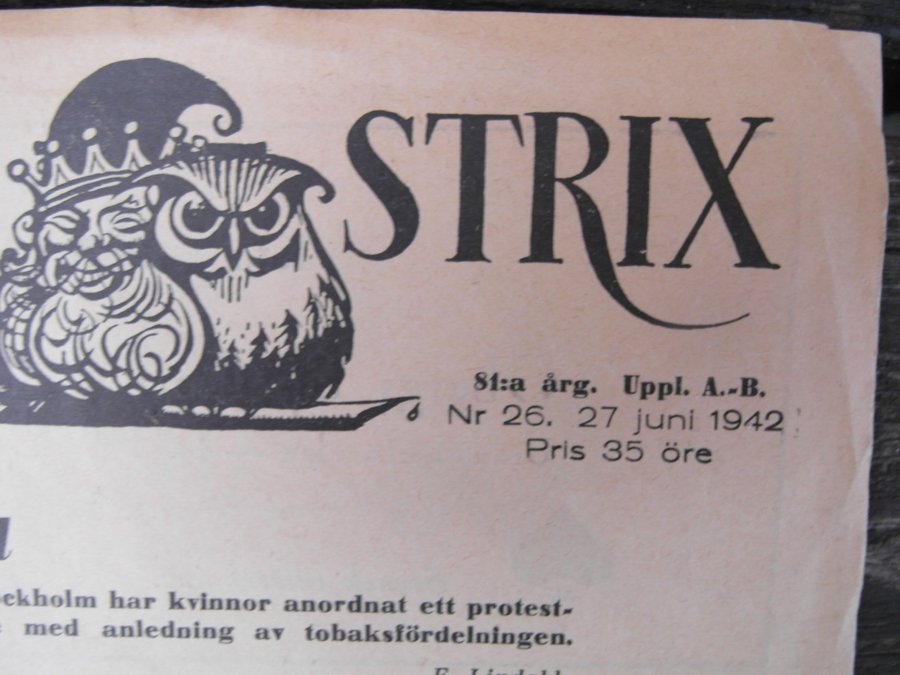 STRIX
81:a årg. Uppl. A.-B.
Nr 26. 27 juni 1942
Pris 35 öre
ckholm har kvinnor anordnat ett protest-
med anledning av tobaksfördelningen.